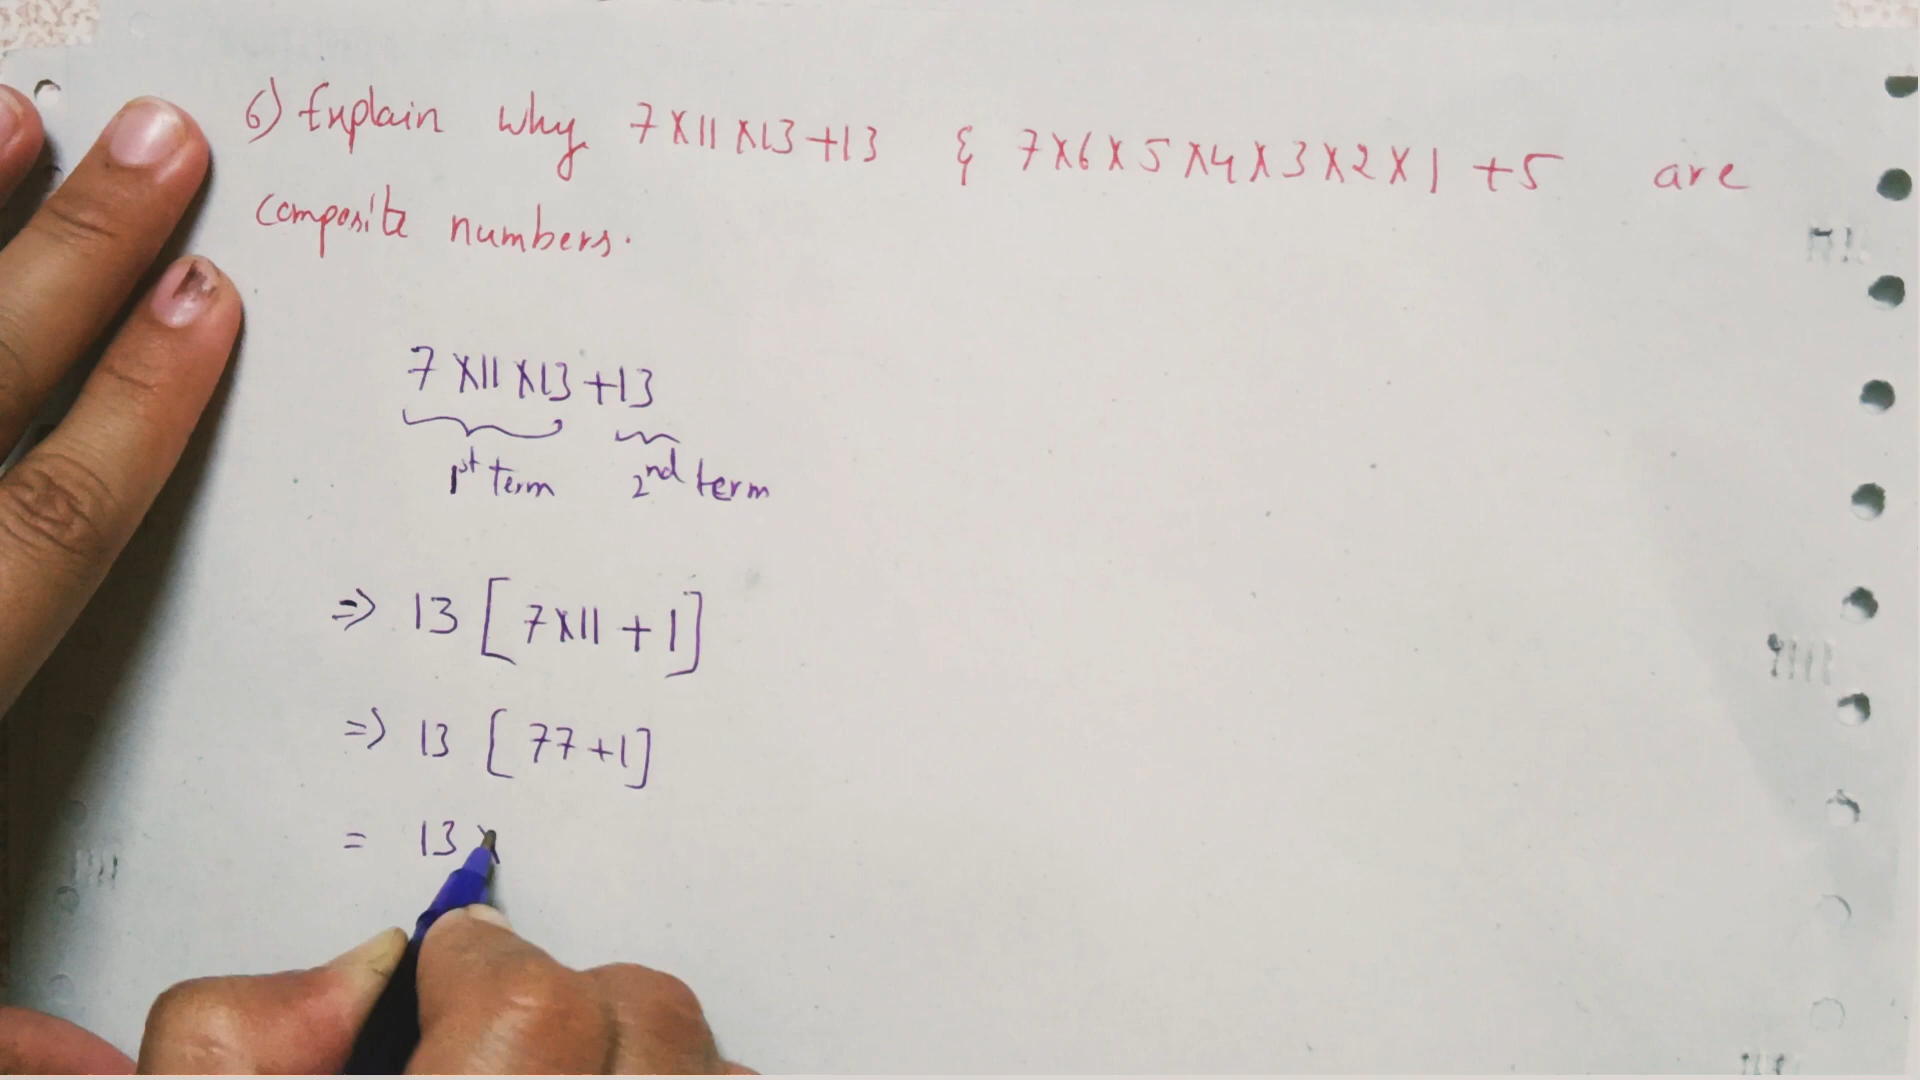 6) Explain why 7×11×13+13 & 7×6×5×4×3×2×1+5 are
composite numbers.
7×11×13+13
1st term 2nd term
⇒ 13 [7×11+1]
⇒ 13 [77+1]
= 13 ×